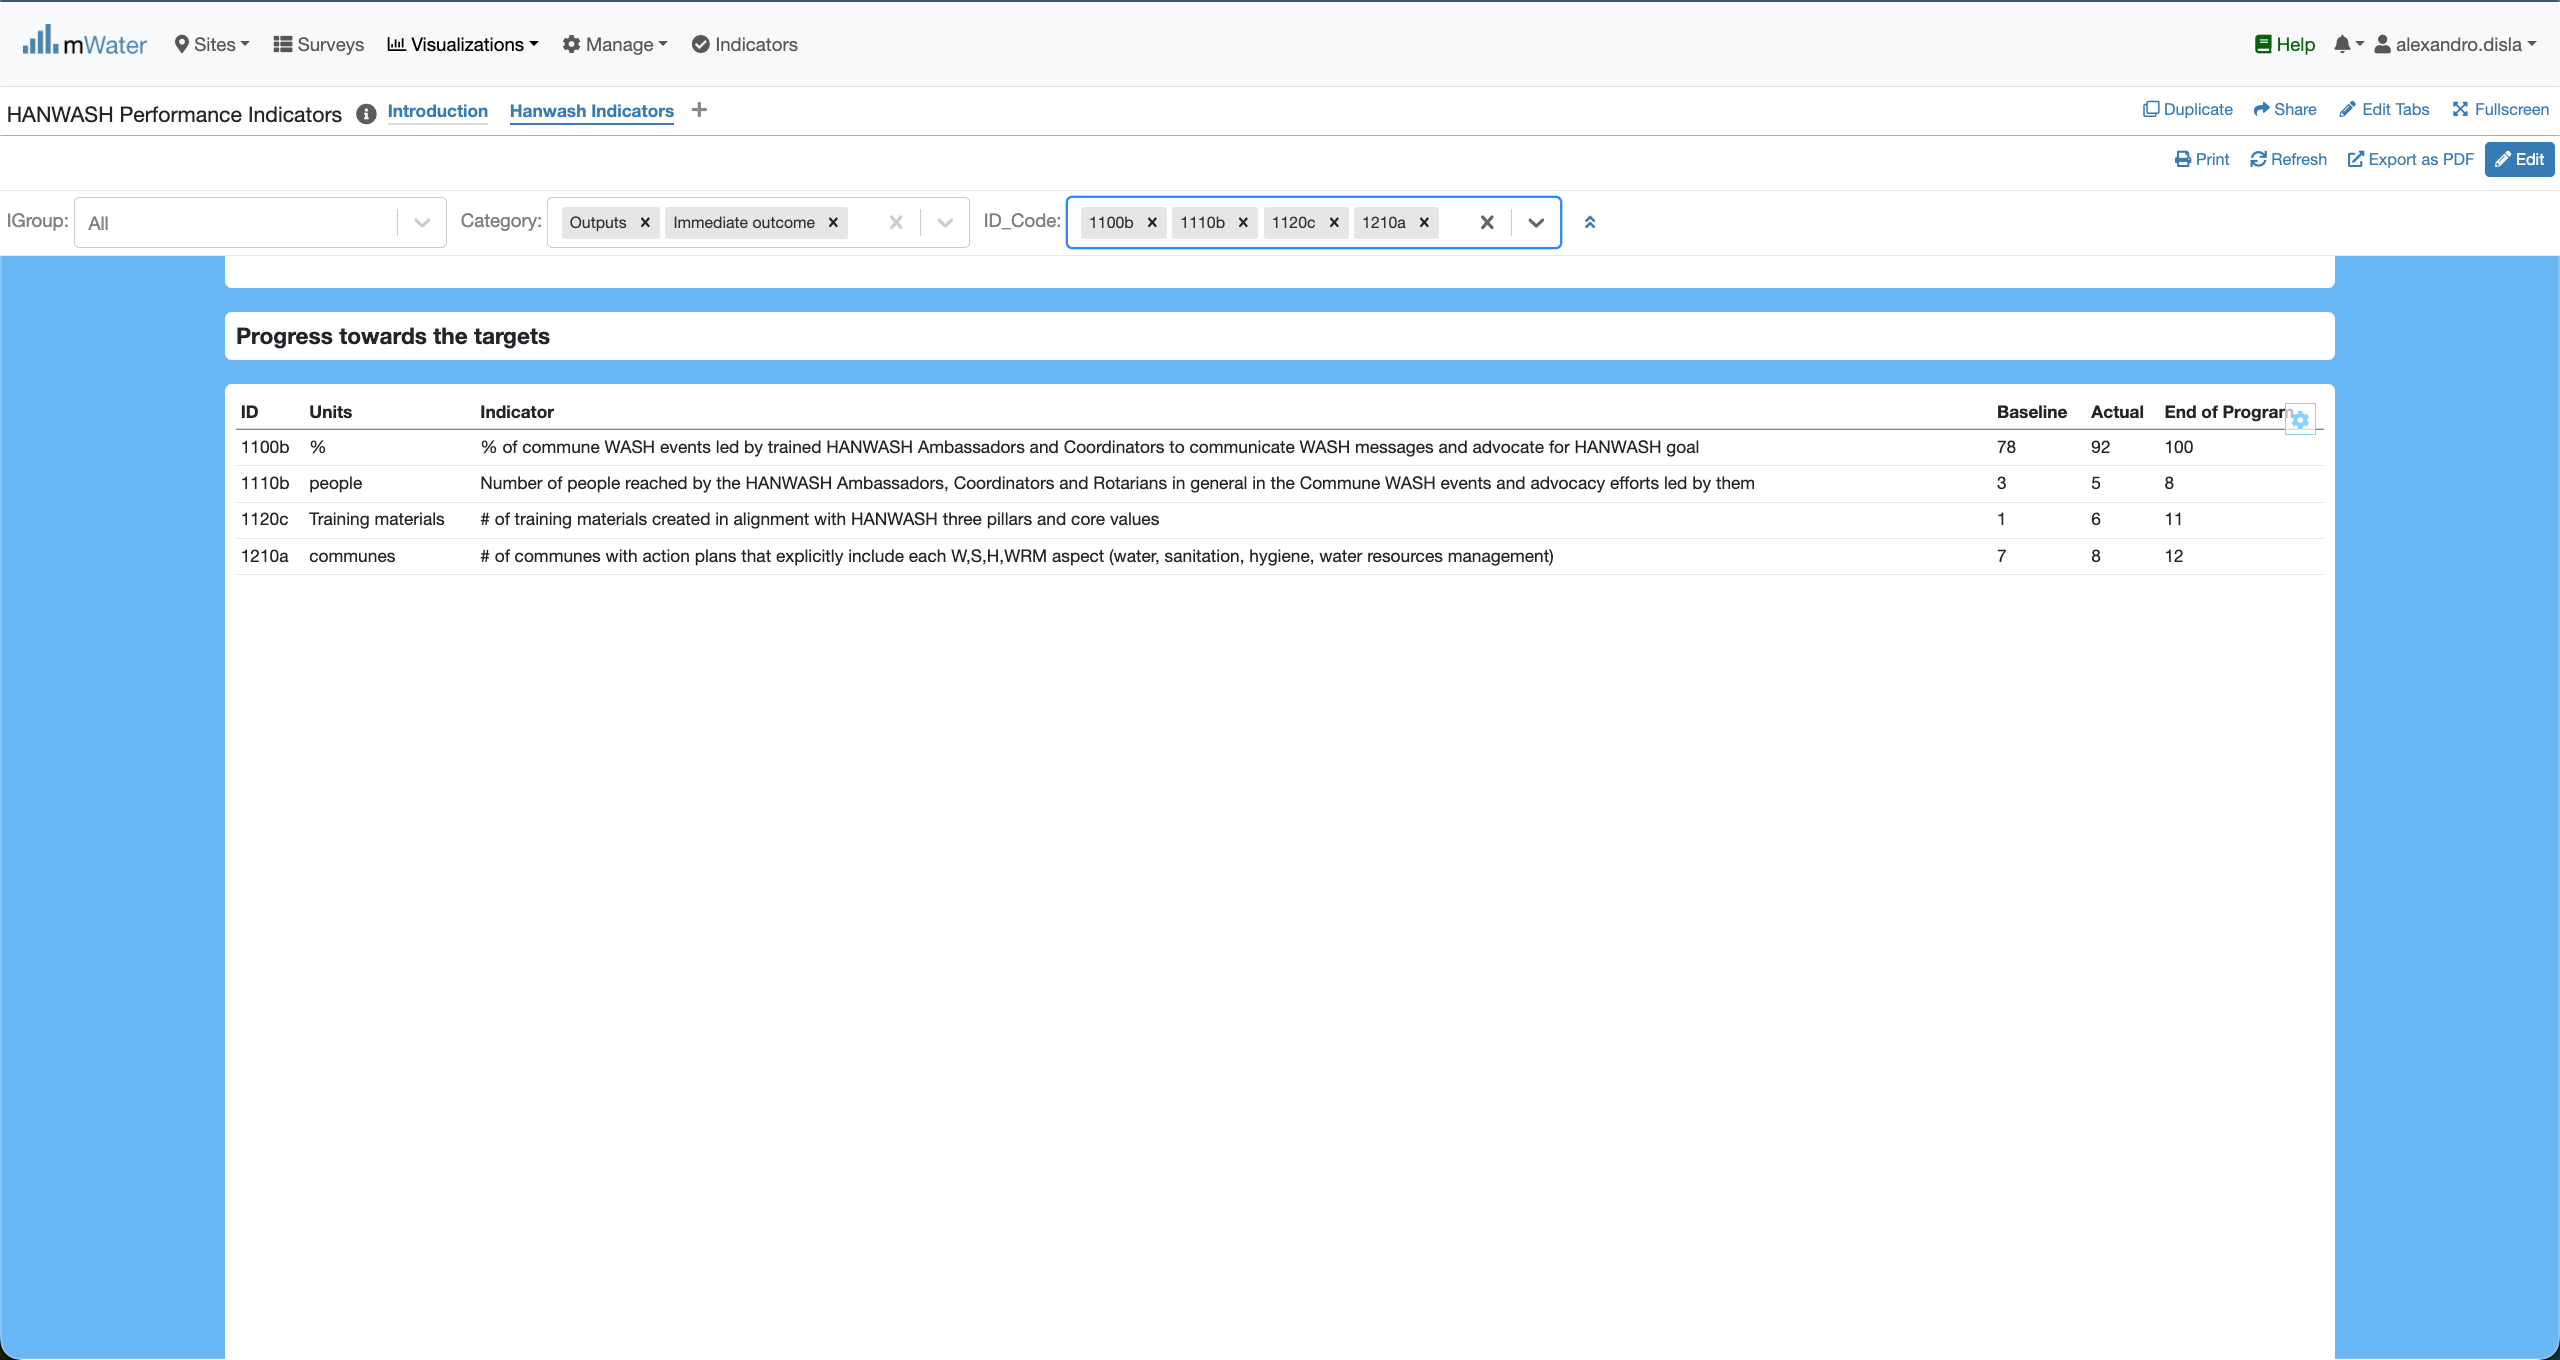 mWater Sites Surveys Visualizations Manage Indicators Help alexandro.disla
HANWASH Performance Indicators Introduction Hanwash Indicators Duplicate Share Edit Tabs Fullscreen
Print Refresh Export as PDF Edit
IGroup: All Category: Outputs Immediate outcome ID_Code: 1100b 1110b 1120c 1210a
Progress towards the targets
ID Units Indicator Baseline Actual End of Program
1100b % % of commune WASH events led by trained HANWASH Ambassadors and Coordinators to communicate WASH messages and advocate for HANWASH goal 78 92 100
1110b people Number of people reached by the HANWASH Ambassadors, Coordinators and Rotarians in general in the Commune WASH events and advocacy efforts led by them 3 5 8
1120c Training materials # of training materials created in alignment with HANWASH three pillars and core values 1 6 11
1210a communes # of communes with action plans that explicitly include each W,S,H,WRM aspect (water, sanitation, hygiene, water resources management) 7 8 12